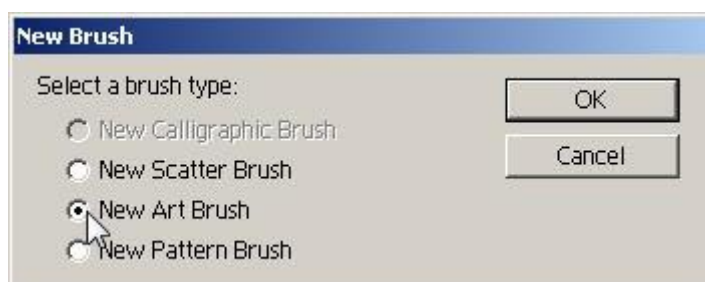 New Brush
Select a brush type:
OK
New Calligraphic Brush
Cancel
New Scatter Brush
New Art Brush
New Pattern Brush